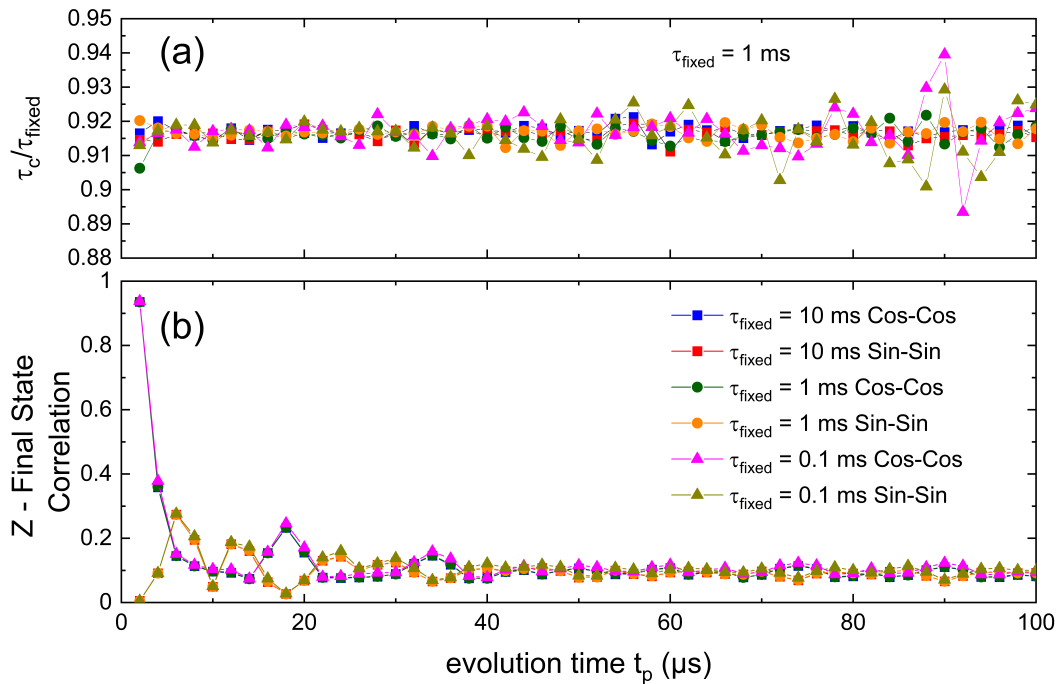 0.95
0.94
0.93
0.92
0.91
0.9
0.89
0.88
τc/τfixed
(a)
τfixed = 1 ms
1
0.8
0.6
0.4
0.2
0
Z - Final State
Correlation
(b)
τfixed = 10 ms Cos-Cos
τfixed = 10 ms Sin-Sin
τfixed = 1 ms Cos-Cos
τfixed = 1 ms Sin-Sin
τfixed = 0.1 ms Cos-Cos
τfixed = 0.1 ms Sin-Sin
0 20 40 60 80 100
evolution time tp (μs)